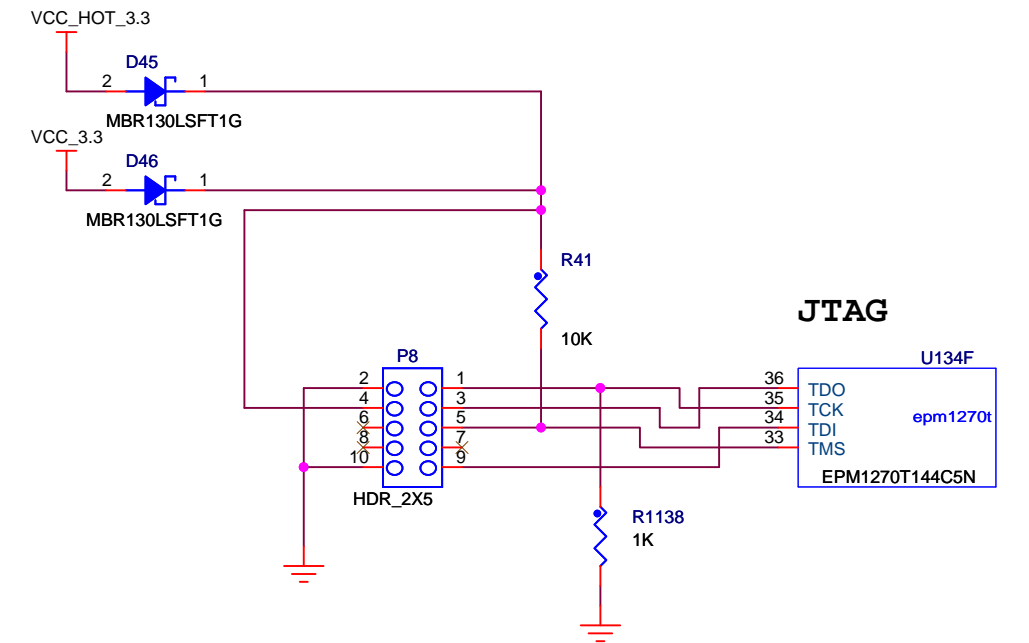 VCC_HOT_3.3
D45
2 1
MBR130LSFT1G
VCC_3.3
D46
2 1
MBR130LSFT1G
R41
10K
JTAG
P8
U134F
2 1
4 3
6 5
8 7
10 9
HDR_2X5
36 TDO
35 TCK
34 TDI
33 TMS
epm1270t
EPM1270T144C5N
R1138
1K